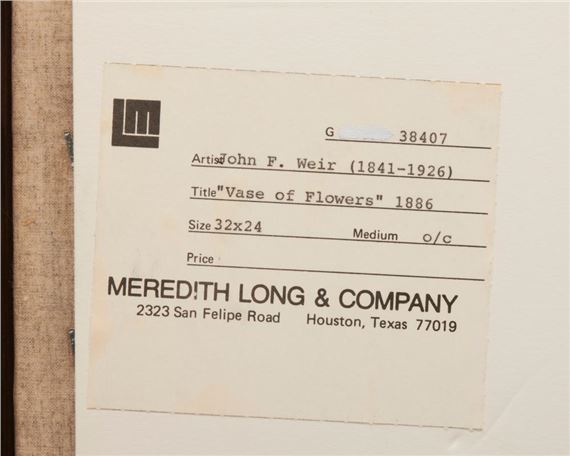 LM
G 38407
Artist John F. Weir (1841-1926)
Title "Vase of Flowers" 1886
Size 32x24 Medium o/c
Price
MEREDITH LONG & COMPANY
2323 San Felipe Road Houston, Texas 77019